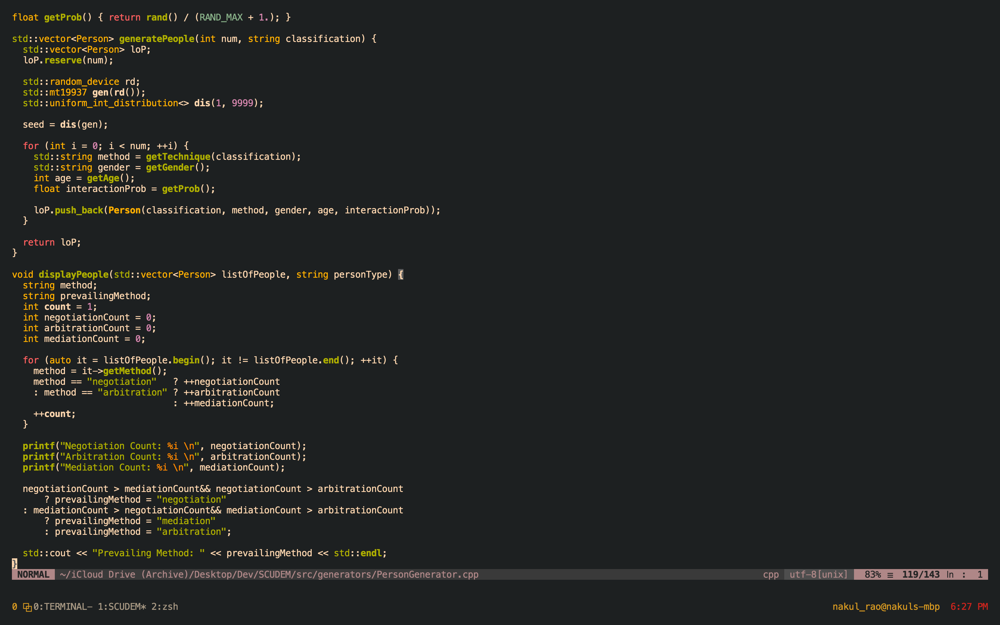 float getProb() { return rand() / (RAND_MAX + 1.); }

std::vector<Person> generatePeople(int num, string classification) {
  std::vector<Person> loP;
  loP.reserve(num);

  std::random_device rd;
  std::mt19937 gen(rd());
  std::uniform_int_distribution<> dis(1, 9999);

  seed = dis(gen);

  for (int i = 0; i < num; ++i) {
    std::string method = getTechnique(classification);
    std::string gender = getGender();
    int age = getAge();
    float interactionProb = getProb();

    loP.push_back(Person(classification, method, gender, age, interactionProb));
  }

  return loP;
}

void displayPeople(std::vector<Person> listOfPeople, string personType) {
  string method;
  string prevailingMethod;
  int count = 1;
  int negotiationCount = 0;
  int arbitrationCount = 0;
  int mediationCount = 0;

  for (auto it = listOfPeople.begin(); it != listOfPeople.end(); ++it) {
    method = it->getMethod();
    method == "negotiation"   ? ++negotiationCount
    : method == "arbitration" ? ++arbitrationCount
                              : ++mediationCount;
    ++count;
  }

  printf("Negotiation Count: %i \n", negotiationCount);
  printf("Arbitration Count: %i \n", arbitrationCount);
  printf("Mediation Count: %i \n", mediationCount);

  negotiationCount > mediationCount&& negotiationCount > arbitrationCount
      ? prevailingMethod = "negotiation"
  : mediationCount > negotiationCount&& mediationCount > arbitrationCount
      ? prevailingMethod = "mediation"
      : prevailingMethod = "arbitration";

  std::cout << "Prevailing Method: " << prevailingMethod << std::endl;
}
NORMAL ~/iCloud Drive (Archive)/Desktop/Dev/SCUDEM/src/generators/PersonGenerator.cpp cpp utf-8[unix] 83% ≡ 119/143 ln : 1
0 0:TERMINAL- 1:SCUDEM* 2:zsh nakul_rao@nakuls-mbp 6:27 PM